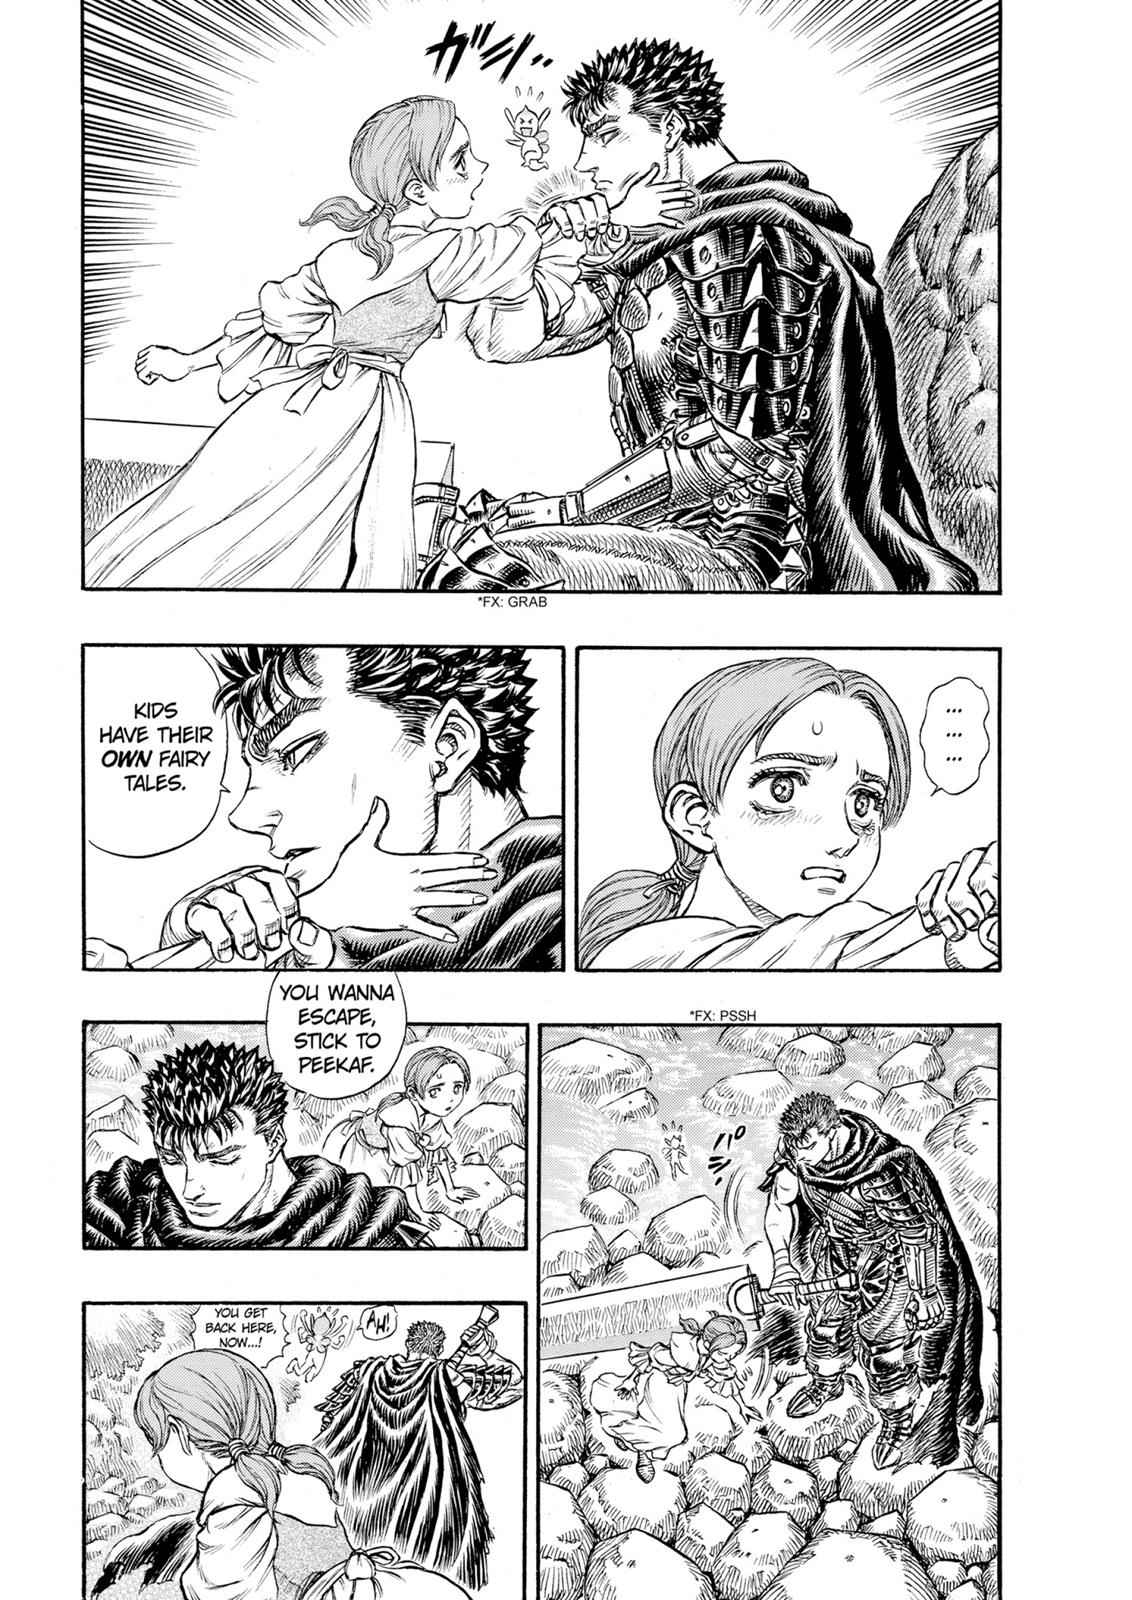 ガシ‥
*FX: GRAB
...
...
...
KIDS
HAVE THEIR
OWN FAIRY
TALES.
*FX: PSSH
パシ
YOU WANNA
ESCAPE,
STICK TO
PEEKAF.
AH!
YOU GET
BACK HERE,
NOW...!